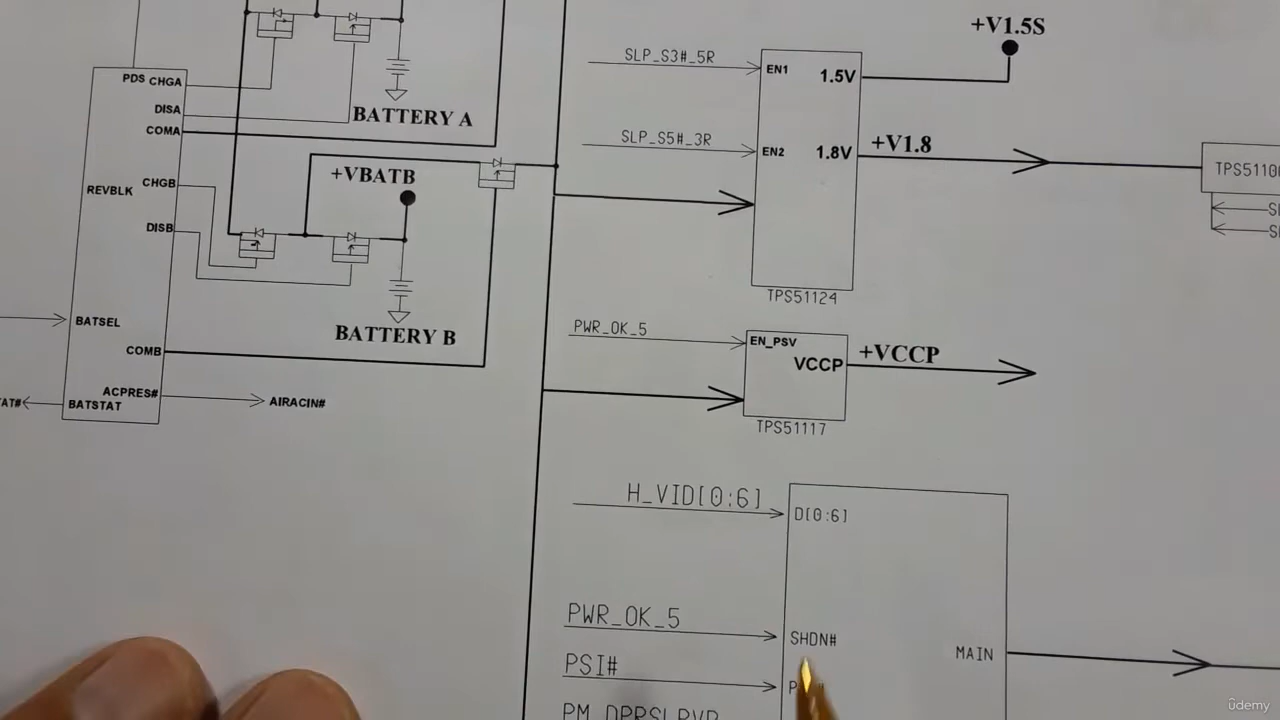 +V1.5S
SLP_S3#_5R
EN1
1.5V
PDS CHGA
DISA
COMA
BATTERY A
SLP_S5#_3R
EN2
1.8V
+V1.8
REVBLK
CHGB
DISB
+VBATB
TPS51124
BATTERY B
BATSEL
COMB
ACPRES#
BATSTAT
AIRACIN#
PWR_OK_5
EN_PSV
VCCP
+VCCP
TPS51117
H_VID[0:6]
D[0:6]
PWR_OK_5
SHDN#
MAIN
PSI#
ûdemy